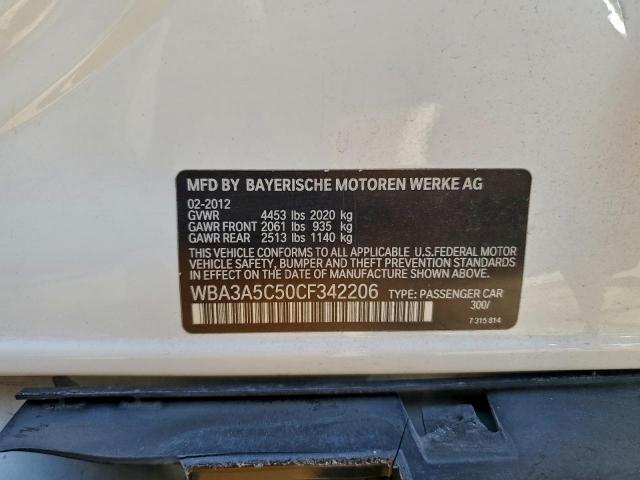 MFD BY BAYERISCHE MOTOREN WERKE AG
02-2012
GVWR 4453 lbs 2020 kg
GAWR FRONT 2061 lbs 935 kg
GAWR REAR 2513 lbs 1140 kg
THIS VEHICLE CONFORMS TO ALL APPLICABLE U.S.FEDERAL MOTOR
VEHICLE SAFETY, BUMPER AND THEFT PREVENTION STANDARDS
IN EFFECT ON THE DATE OF MANUFACTURE SHOWN ABOVE.
WBA3A5C50CF342206 TYPE: PASSENGER CAR
300/
7 315 814